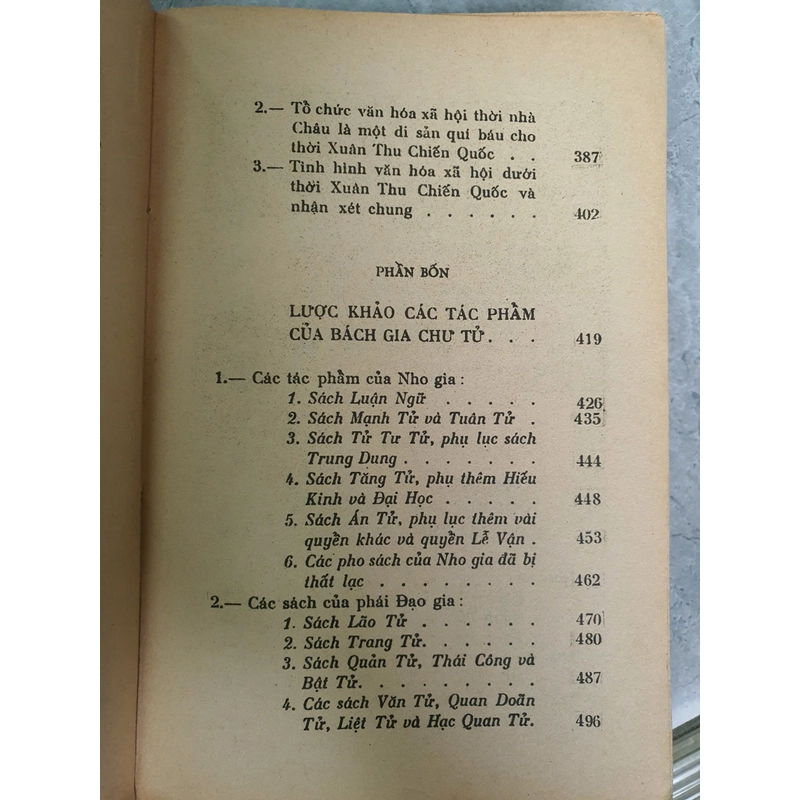 2.— Tổ chức văn hóa xã hội thời nhà
Châu là một di sản quí báu cho
thời Xuân Thu Chiến Quốc . . 387
3.— Tình hình văn hóa xã hội dưới
thời Xuân Thu Chiến Quốc và
nhận xét chung . . . . . . 402
PHẦN BỐN
LƯỢC KHẢO CÁC TÁC PHẨM
CỦA BÁCH GIA CHƯ TỬ. . . 419
1.— Các tác phẩm của Nho gia :
1. Sách Luận Ngữ . . . . . 426
2. Sách Mạnh Tử và Tuân Tử . 435
3. Sách Tử Tư Tử, phụ lục sách
Trung Dung . . . . . . . 444
4. Sách Tăng Tử, phụ thêm Hiếu
Kinh và Đại Học . . . . . 448
5. Sách Án Tử, phụ lục thêm vài
quyền khác và quyền Lễ Vận . 453
6. Các pho sách của Nho gia đã bị
thất lạc . . . . . . . . 462
2.— Các sách của phái Đạo gia :
1. Sách Lão Tử . . . . . . 470
2. Sách Trang Tử. . . . . . 480
3. Sách Quản Tử, Thái Công và
Bật Tử. . . . . . . . 487
4. Các sách Văn Tử, Quan Doãn
Tử, Liệt Tử và Hạc Quan Tử. 496